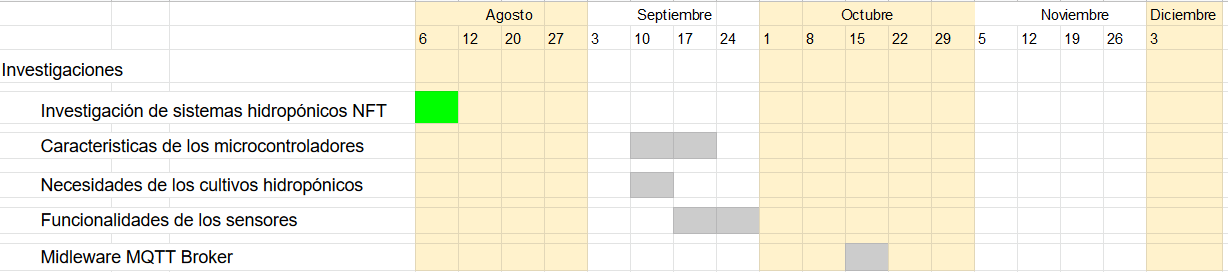 Agosto Septiembre Octubre Noviembre Diciembre
6 12 20 27 3 10 17 24 1 8 15 22 29 5 12 19 26 3
Investigaciones
Investigación de sistemas hidropónicos NFT
Caracteristicas de los microcontroladores
Necesidades de los cultivos hidropónicos
Funcionalidades de los sensores
Midleware MQTT Broker